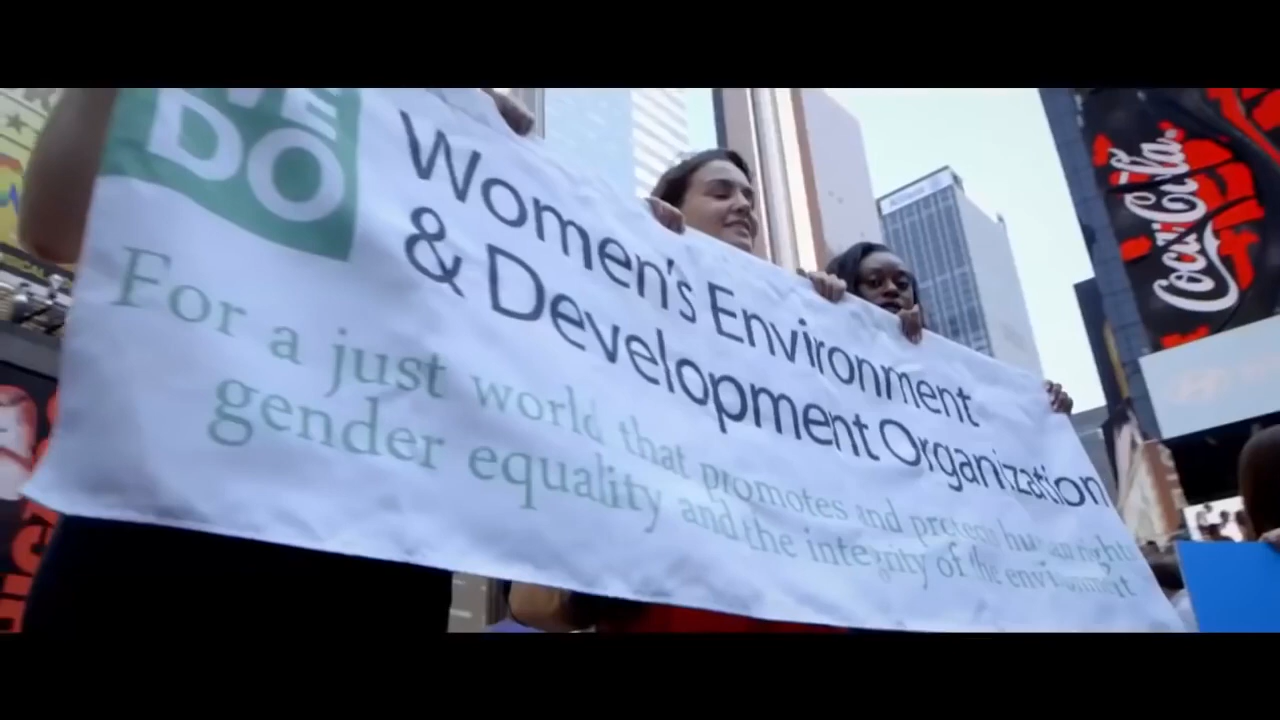 WE
DO
Women's Environment
& Development Organization
For a just world that promotes and protects human rights
gender equality and the integrity of the environment
Coca-Cola